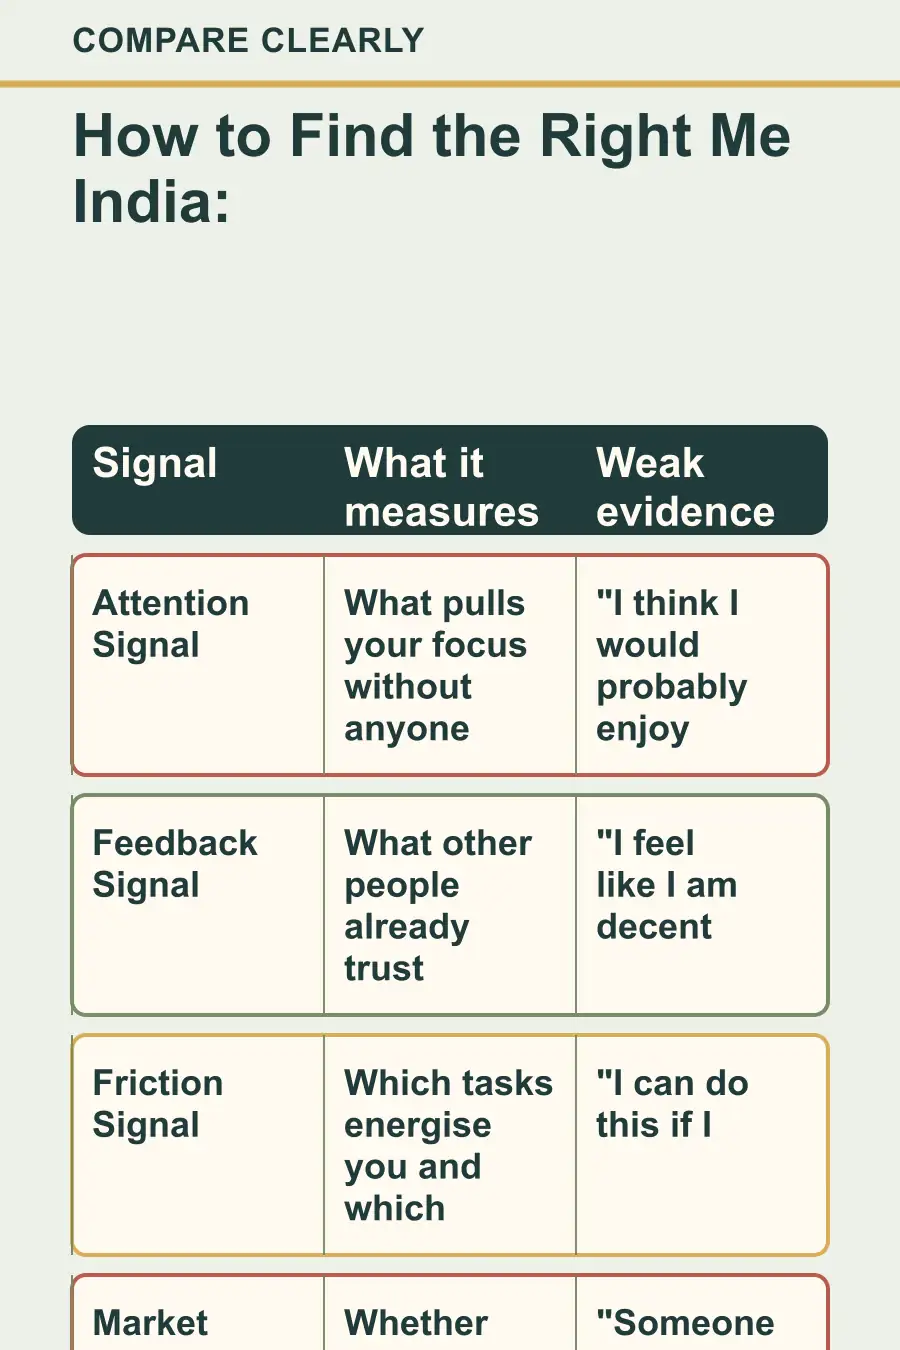 COMPARE CLEARLY
How to Find the Right Me
India:
Signal
What it
measures
Weak
evidence
Attention
Signal
What pulls
your focus
without
anyone
"I think I
would
probably
enjoy
Feedback
Signal
What other
people
already
trust
"I feel
like I am
decent
Friction
Signal
Which tasks
energise
you and
which
"I can do
this if I
Market
Whether
"Someone